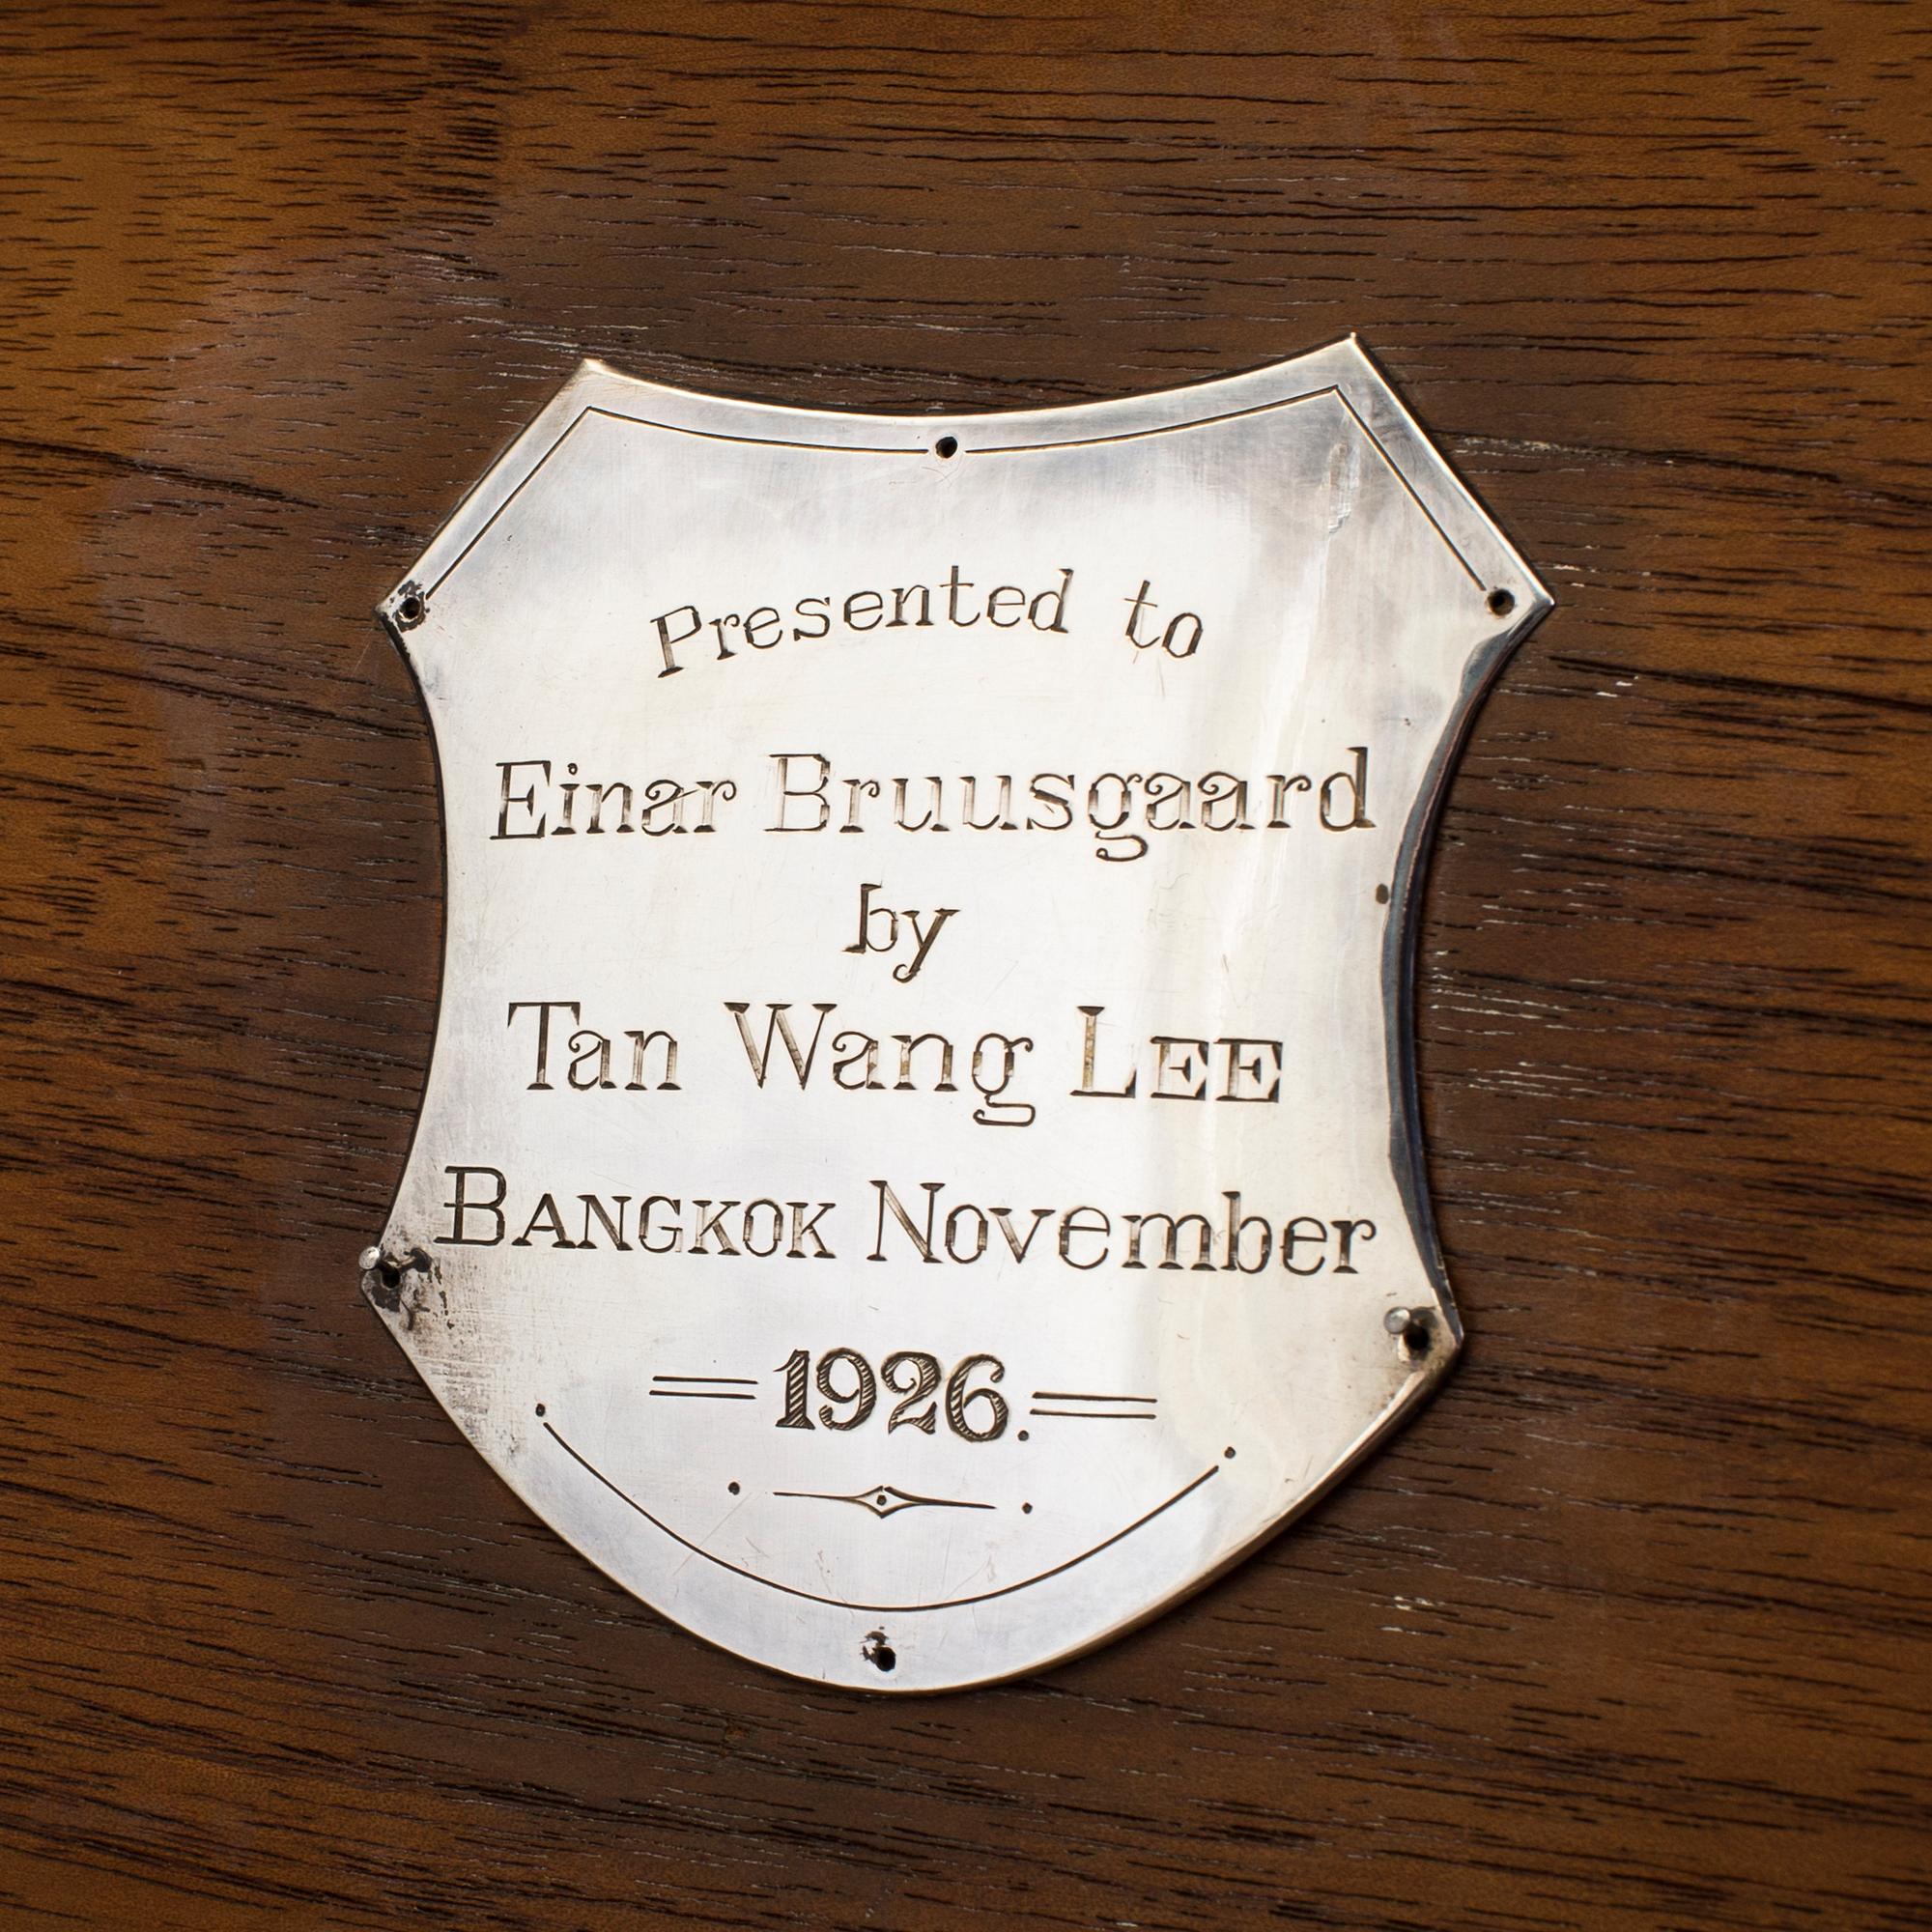 Presented to
Einar Bruusgaard
by
Tan Wang LEE
BANGKOK November
1926.